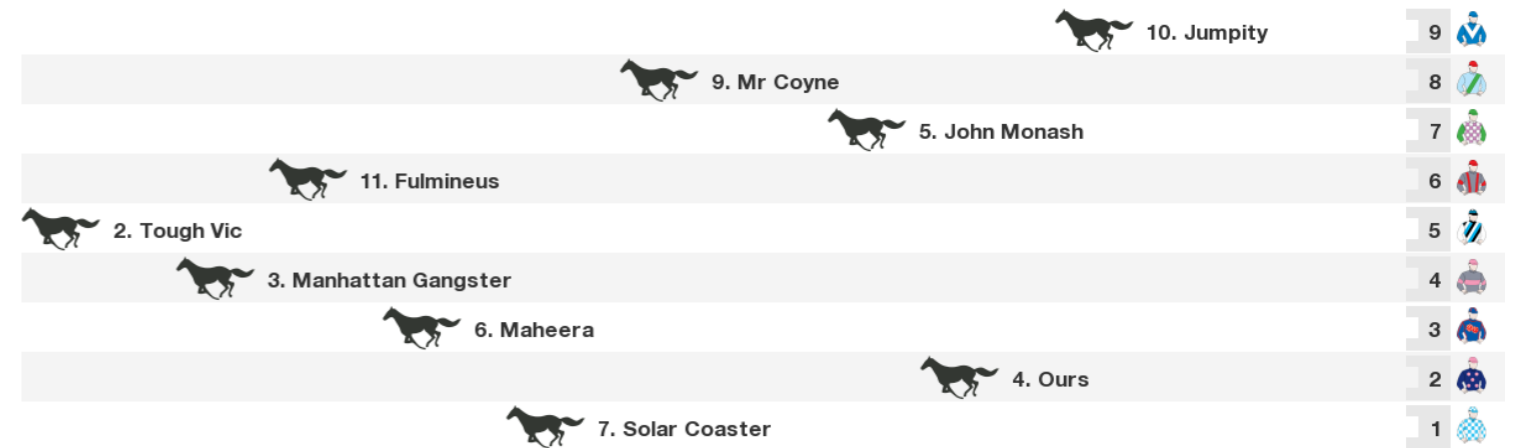 10. Jumpity 9
9. Mr Coyne 8
5. John Monash 7
11. Fulmineus 6
2. Tough Vic 5
3. Manhattan Gangster 4
6. Maheera 3
4. Ours 2
7. Solar Coaster 1